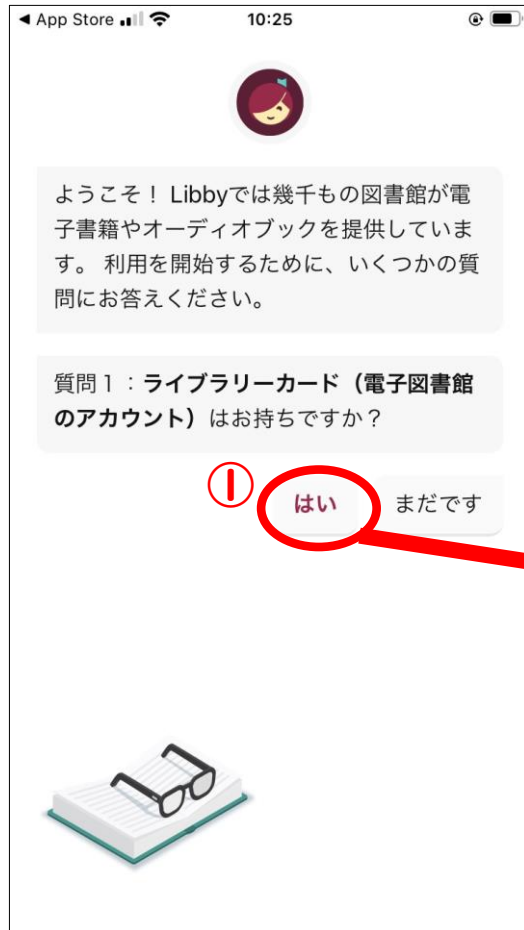 ◀ App Store 10:25
ようこそ！ Libbyでは幾千もの図書館が電
子書籍やオーディオブックを提供していま
す。 利用を開始するために、いくつかの質
問にお答えください。
質問1：ライブラリーカード（電子図書館
のアカウント）はお持ちですか？
① はい まだです